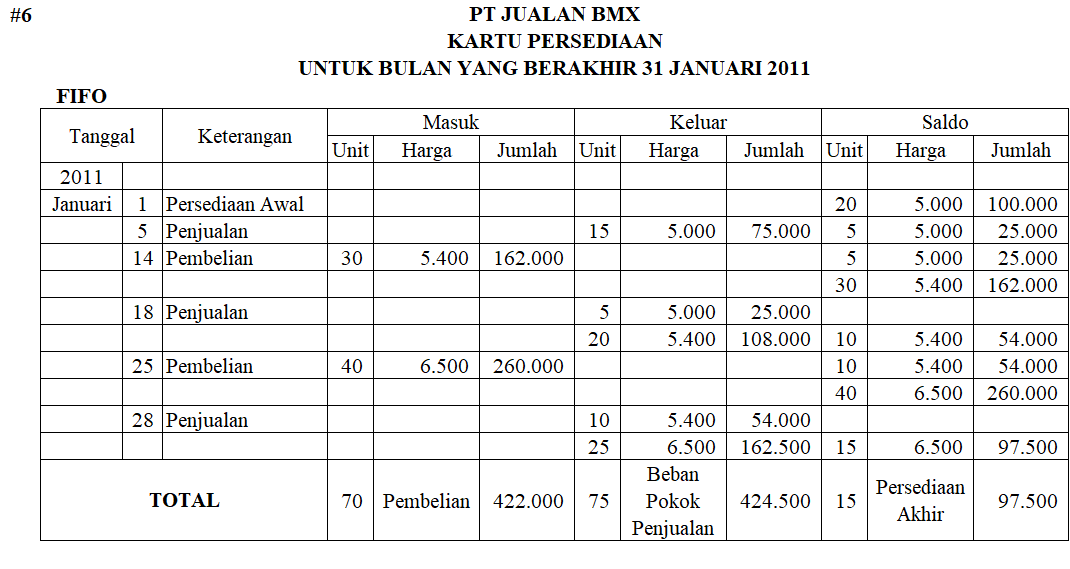 #6
PT JUALAN BMX
KARTU PERSEDIAAN
UNTUK BULAN YANG BERAKHIR 31 JANUARI 2011
FIFO
Tanggal Keterangan Masuk Keluar Saldo
Unit Harga Jumlah Unit Harga Jumlah Unit Harga Jumlah
2011
Januari 1 Persediaan Awal 20 5.000 100.000
5 Penjualan 15 5.000 75.000 5 5.000 25.000
14 Pembelian 30 5.400 162.000 5 5.000 25.000
30 5.400 162.000
18 Penjualan 5 5.000 25.000
20 5.400 108.000 10 5.400 54.000
25 Pembelian 40 6.500 260.000 10 5.400 54.000
40 6.500 260.000
28 Penjualan 10 5.400 54.000
25 6.500 162.500 15 6.500 97.500
TOTAL 70 Pembelian 422.000 75 Beban Pokok Penjualan 424.500 15 Persediaan Akhir 97.500